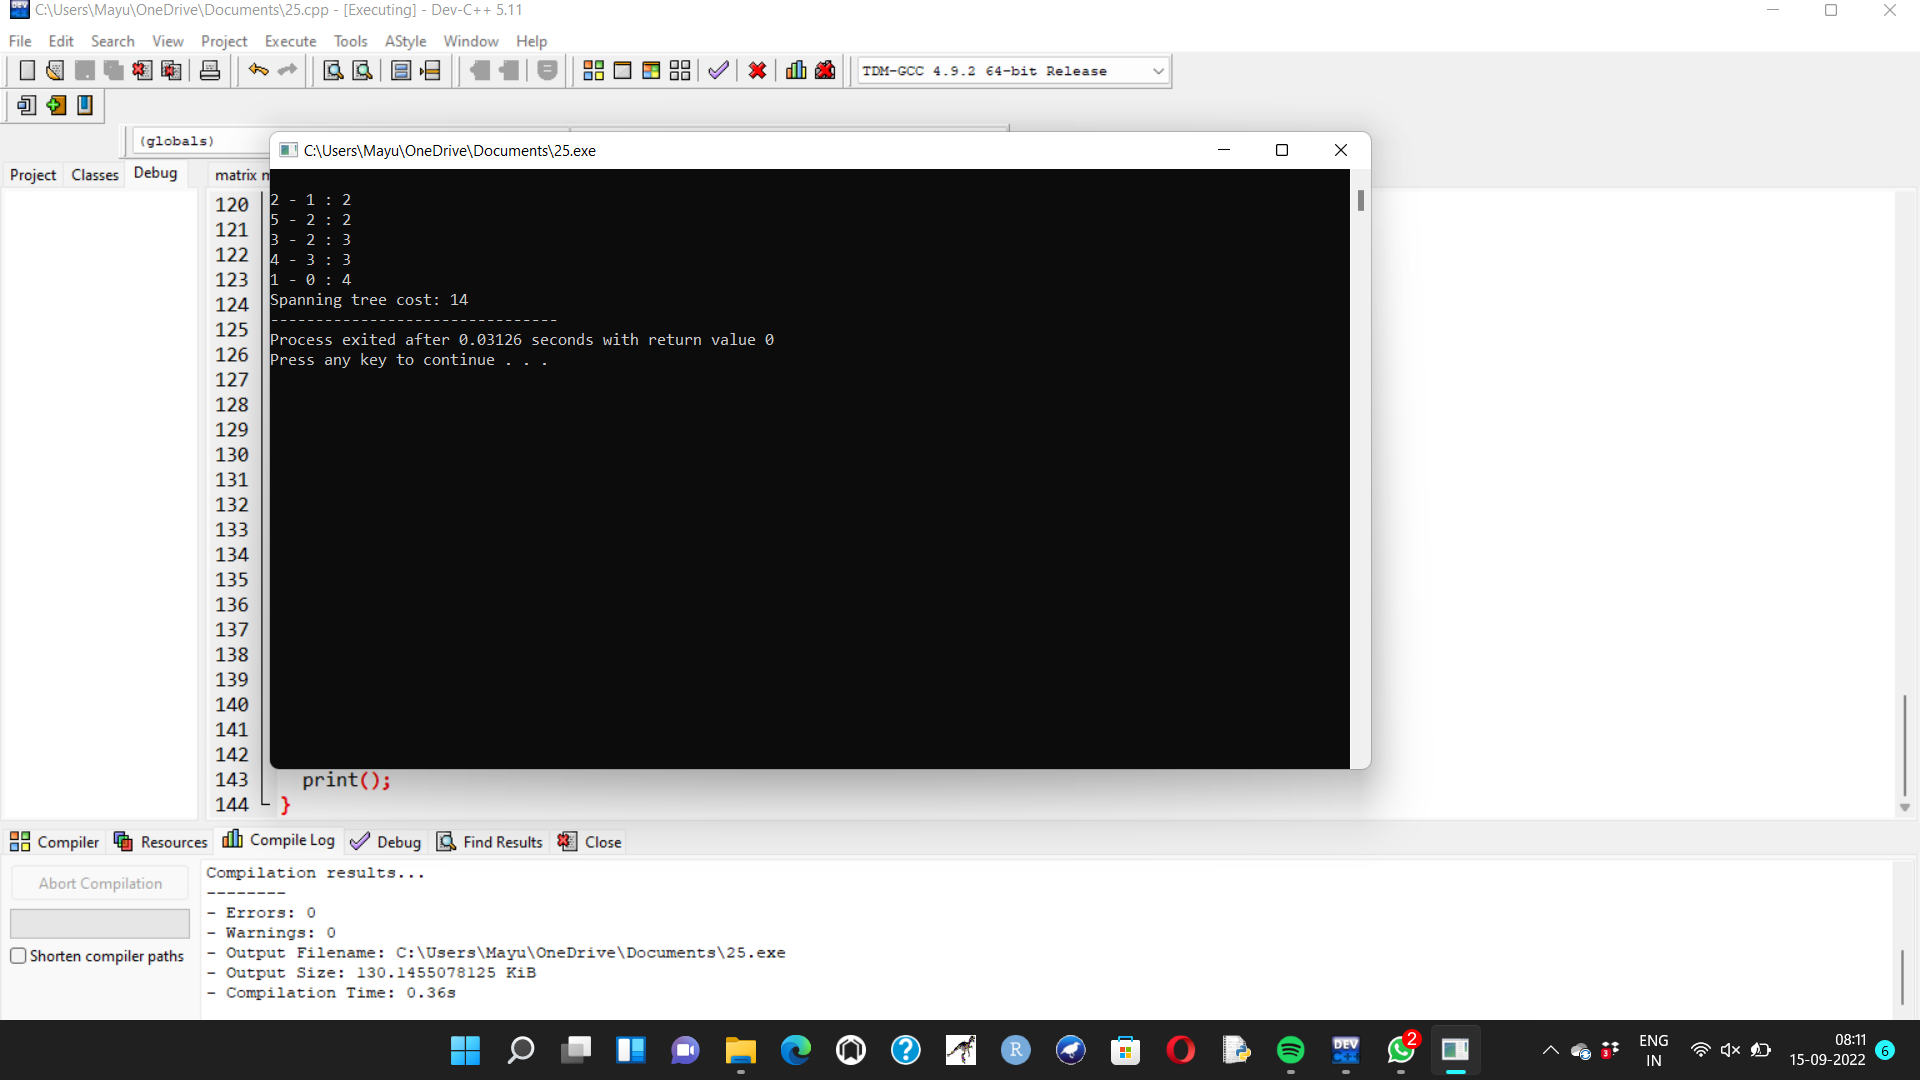 C:\Users\Mayu\OneDrive\Documents\25.cpp - [Executing] - Dev-C++ 5.11
File Edit Search View Project Execute Tools AStyle Window Help
TDM-GCC 4.9.2 64-bit Release
(globals)
C:\Users\Mayu\OneDrive\Documents\25.exe
Project Classes Debug
matrix
2 - 1 : 2
5 - 2 : 2
3 - 2 : 3
4 - 3 : 3
1 - 0 : 4
Spanning tree cost: 14
--------------------------------
Process exited after 0.03126 seconds with return value 0
Press any key to continue . . .
120
121
122
123
124
125
126
127
128
129
130
131
132
133
134
135
136
137
138
139
140
141
142
143 print();
144 }
Compiler Resources Compile Log Debug Find Results Close
Abort Compilation
Shorten compiler paths
Compilation results...
--------
- Errors: 0
- Warnings: 0
- Output Filename: C:\Users\Mayu\OneDrive\Documents\25.exe
- Output Size: 130.1455078125 KiB
- Compilation Time: 0.36s
R
DEV C++
2
3
ENG
IN
08:11
15-09-2022
6